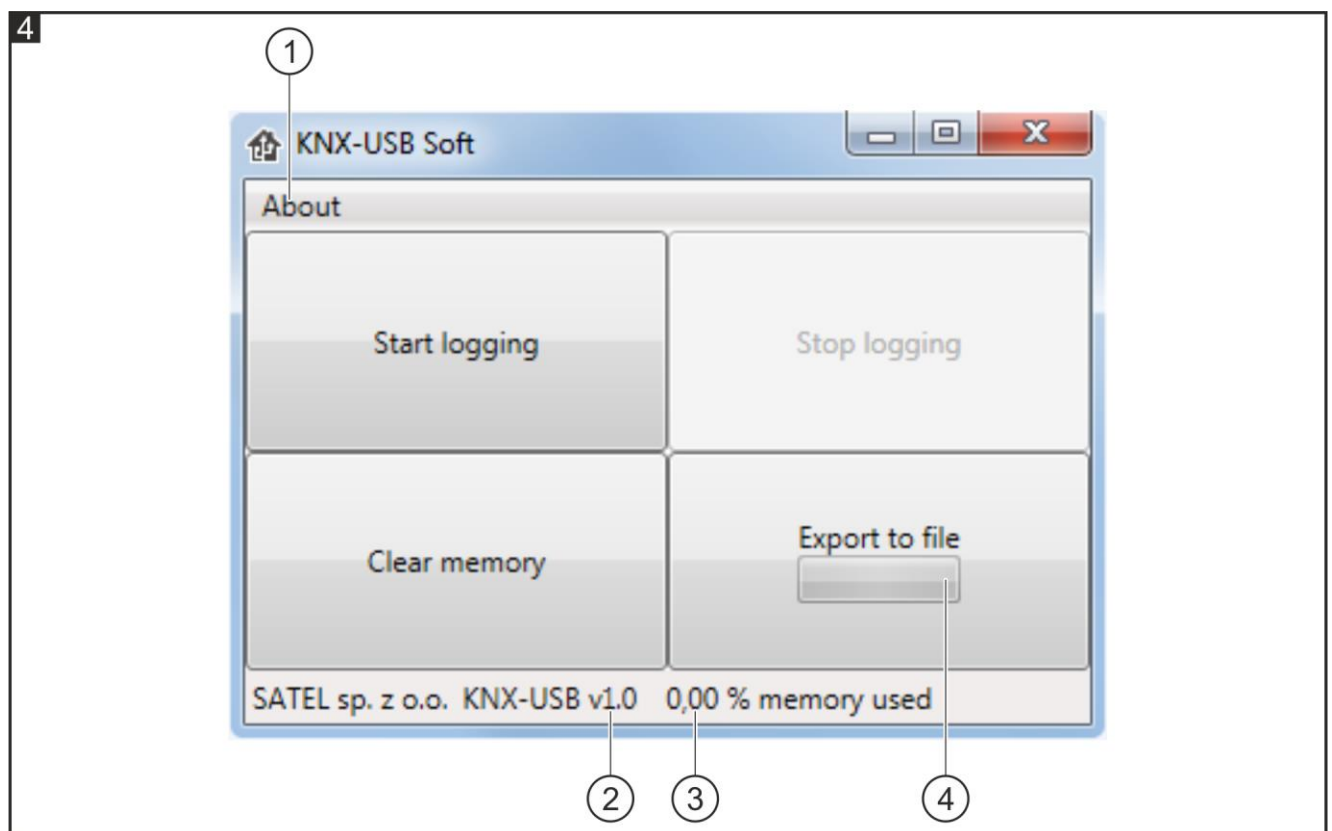 4
1
KNX-USB Soft
About
Start logging
Stop logging
Clear memory
Export to file
SATEL sp. z o.o. KNX-USB v1.0 0,00 % memory used
2
3
4